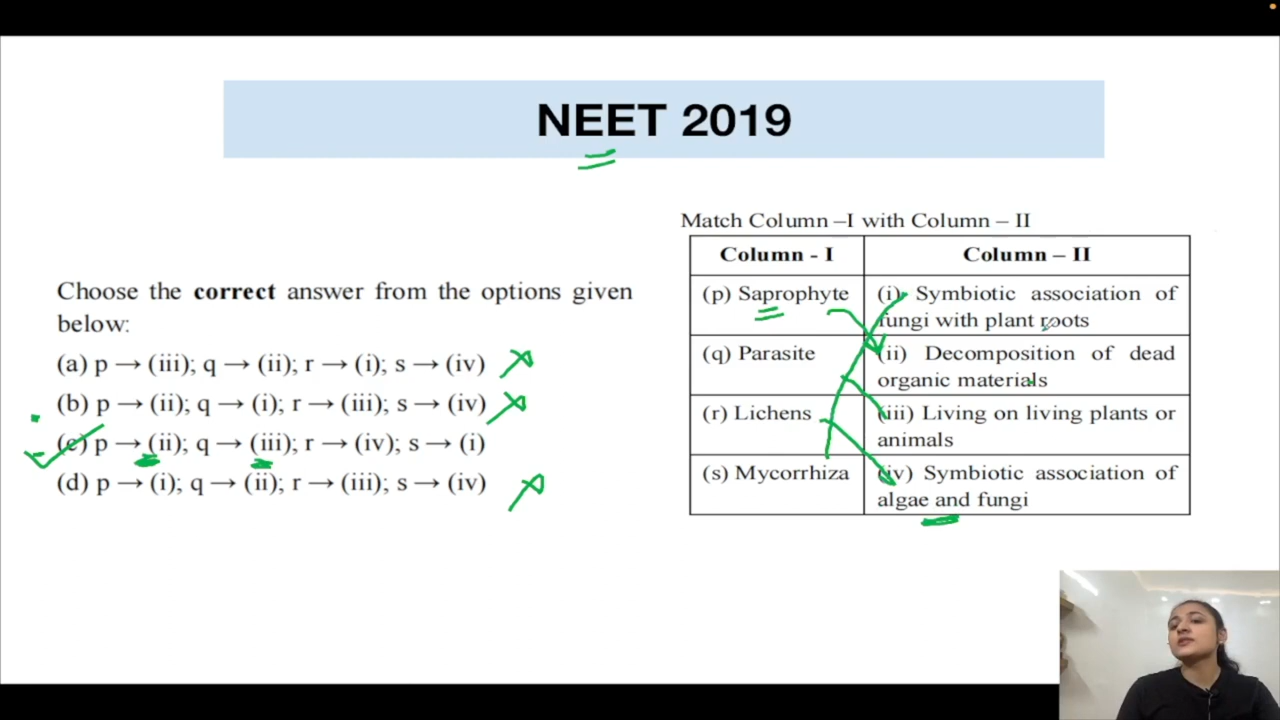 NEET 2019
Match Column –I with Column – II
Column - I
Column – II
(p) Saprophyte
(i) Symbiotic association of
fungi with plant roots
(q) Parasite
(ii) Decomposition of dead
organic materials
(r) Lichens
(iii) Living on living plants or
animals
(s) Mycorrhiza
(iv) Symbiotic association of
algae and fungi
Choose the correct answer from the options given
below:
(a) p → (iii); q → (ii); r → (i); s → (iv)
(b) p → (ii); q → (i); r → (iii); s → (iv)
(c) p → (ii); q → (iii); r → (iv); s → (i)
(d) p → (i); q → (ii); r → (iii); s → (iv)